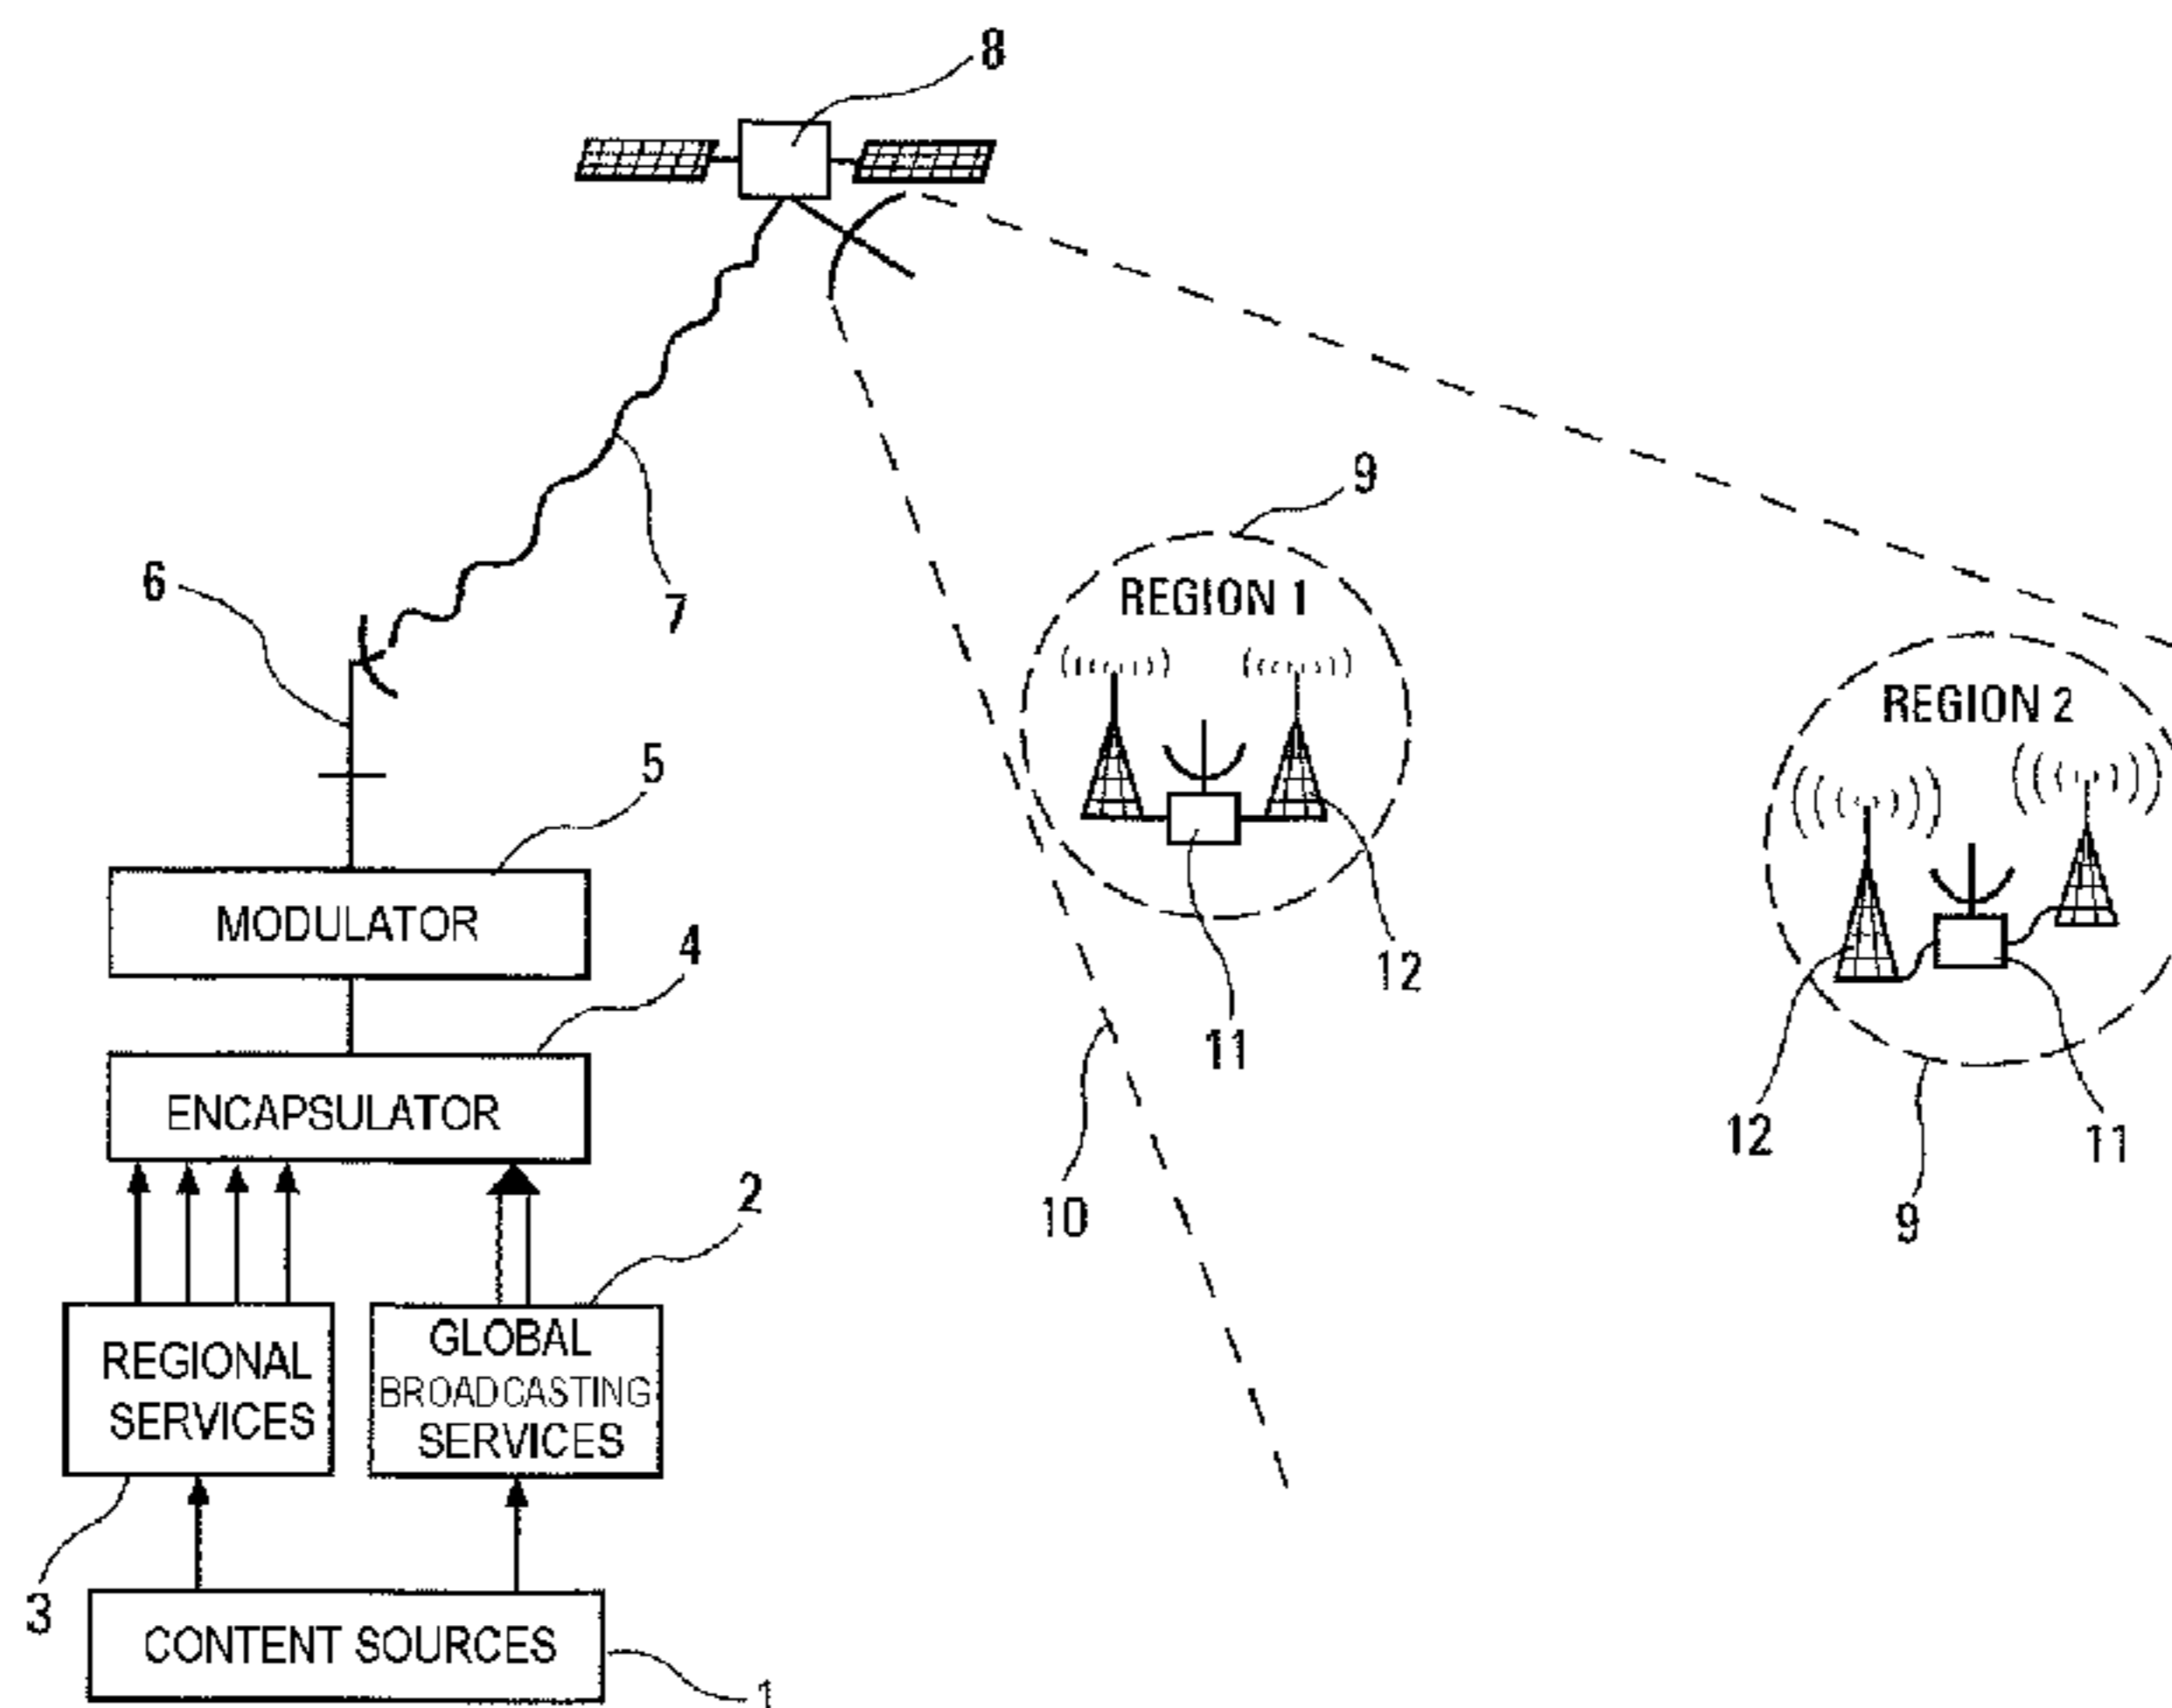 8
9
REGION 1
6
7
REGION 2
5
MODULATOR
4
12
11
ENCAPSULATOR
12
11
2
10
9
GLOBAL
BROADCASTING
SERVICES
REGIONAL
SERVICES
3
CONTENT SOURCES
1